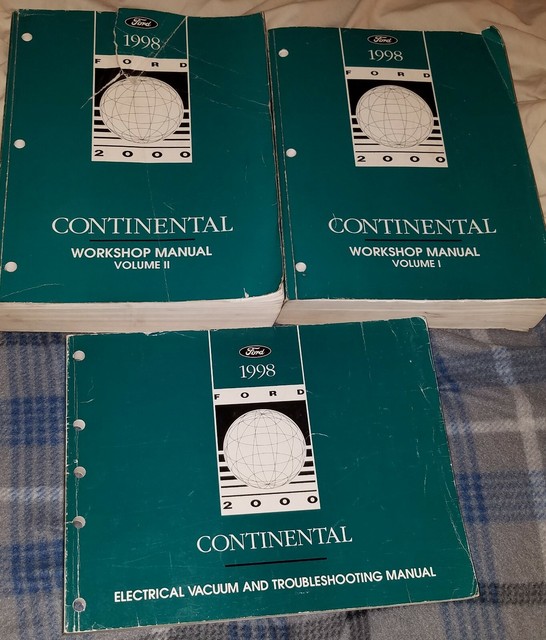 Ford
1998
FORD
2000
CONTINENTAL
WORKSHOP MANUAL
VOLUME II
Ford
1998
FORD
2000
CONTINENTAL
WORKSHOP MANUAL
VOLUME I
Ford
1998
FORD
2000
CONTINENTAL
ELECTRICAL VACUUM AND TROUBLESHOOTING MANUAL